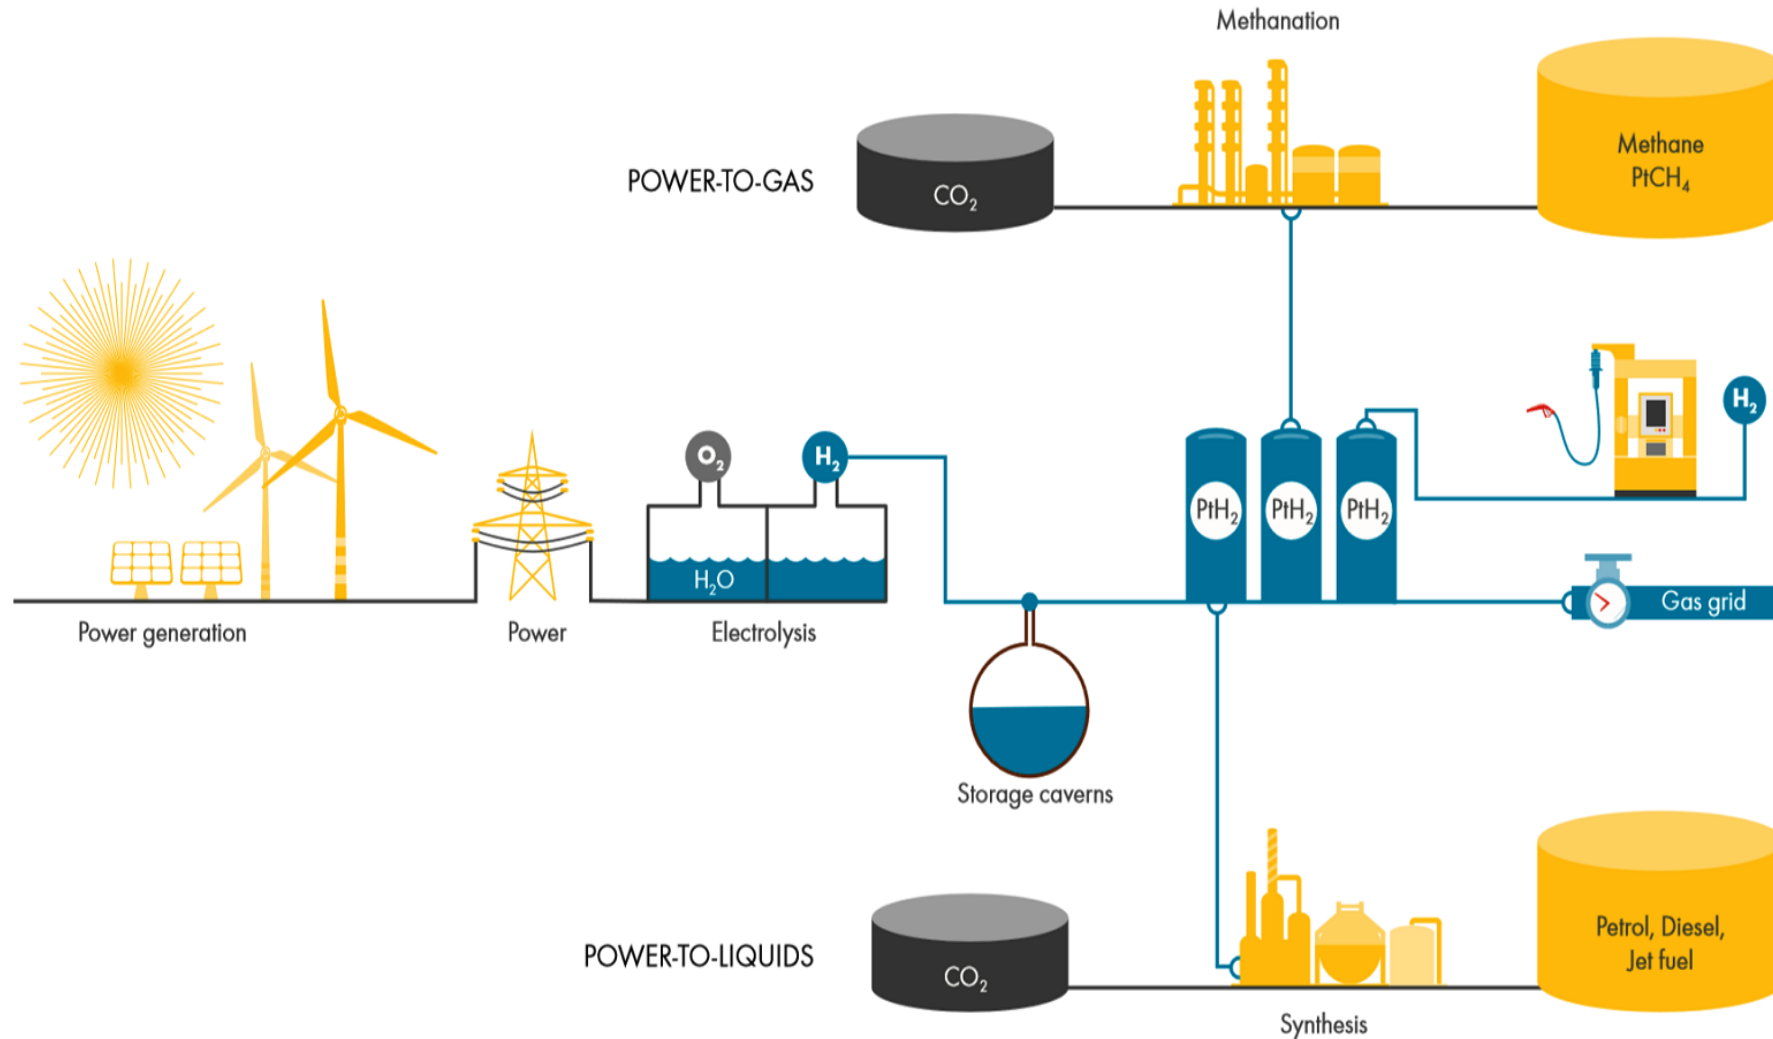 Methanation
POWER-TO-GAS
CO₂
Methane
PtCH₄
H₂
O₂
H₂
PtH₂
PtH₂
PtH₂
H₂O
Gas grid
Power generation
Power
Electrolysis
Storage caverns
POWER-TO-LIQUIDS
CO₂
Petrol, Diesel,
Jet fuel
Synthesis